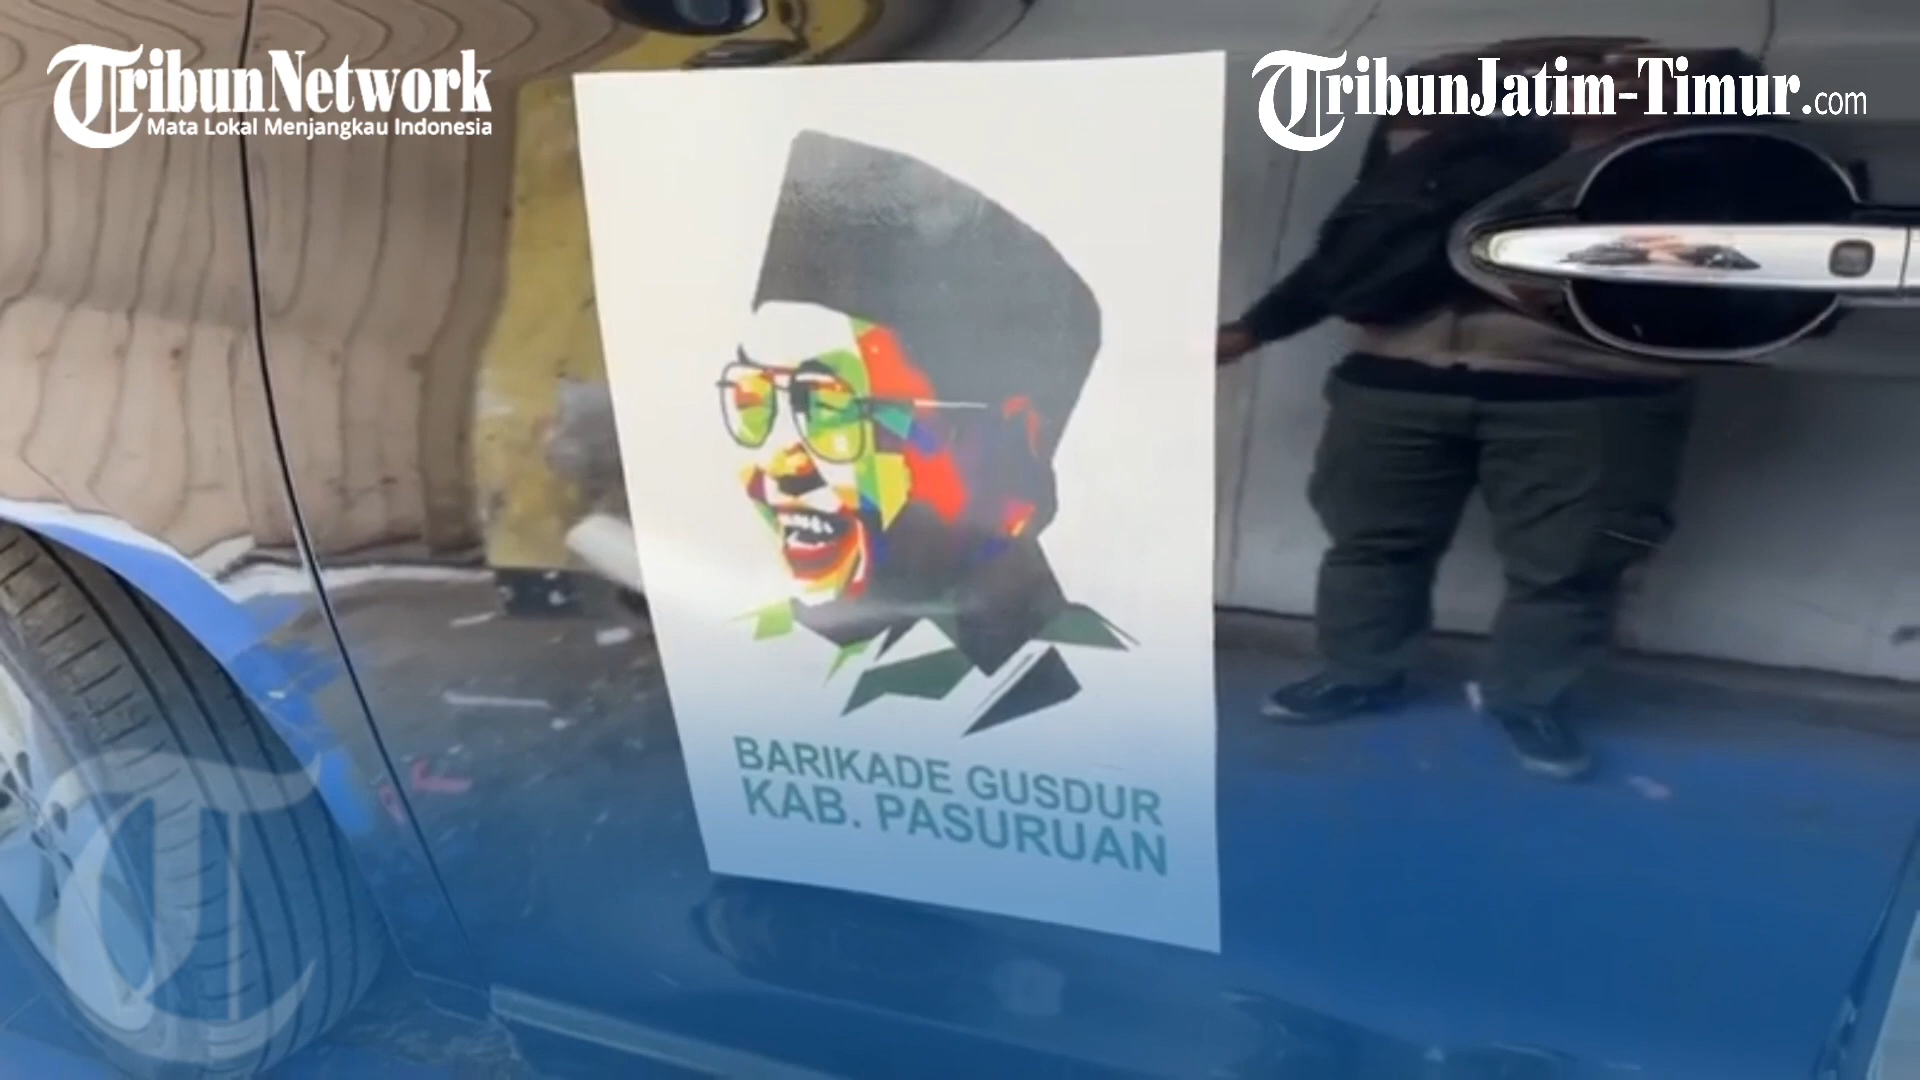 TribunNetwork
Mata Lokal Menjangkau Indonesia
TribunJatim-Timur.com
BARIKADE GUSDUR
KAB. PASURUAN